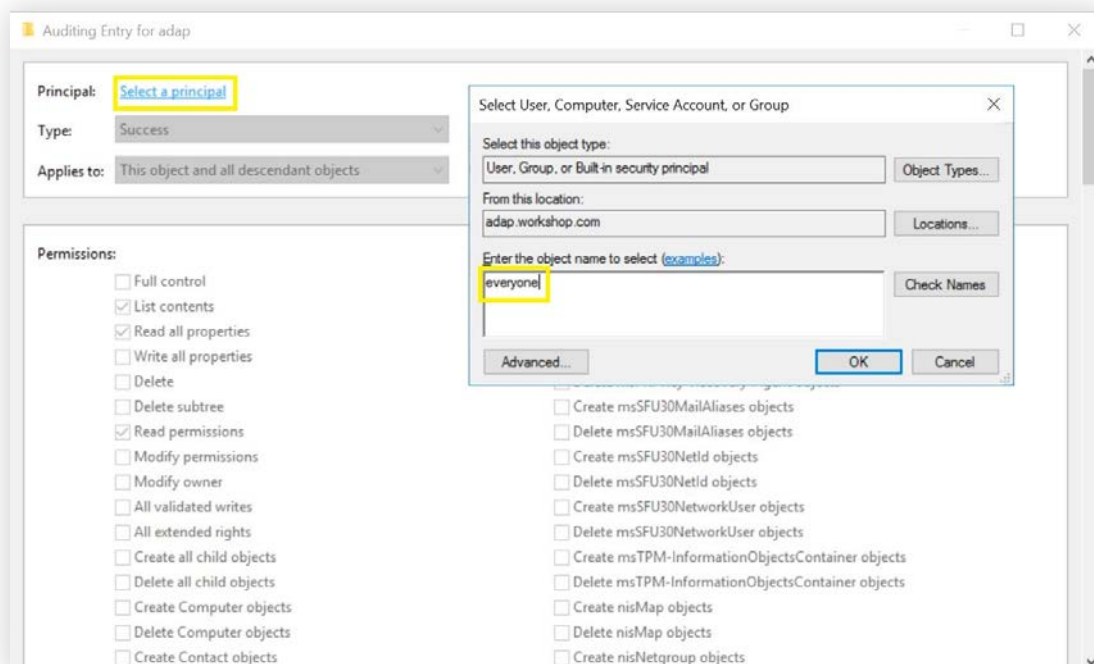 Auditing Entry for adap
Principal: Select a principal
Type: Success
Applies to: This object and all descendant objects
Permissions:
Full control
List contents
Read all properties
Write all properties
Delete
Delete subtree
Read permissions
Modify permissions
Modify owner
All validated writes
All extended rights
Create all child objects
Delete all child objects
Create Computer objects
Delete Computer objects
Create Contact objects
Select User, Computer, Service Account, or Group
Select this object type:
User, Group, or Built-in security principal
Object Types...
From this location:
adap.workshop.com
Locations...
Enter the object name to select (examples):
everyone
Check Names
Advanced...
OK
Cancel
Create msSFU30MailAliases objects
Delete msSFU30MailAliases objects
Create msSFU30NetId objects
Delete msSFU30NetId objects
Create msSFU30NetworkUser objects
Delete msSFU30NetworkUser objects
Create msTPM-InformationObjectsContainer objects
Delete msTPM-InformationObjectsContainer objects
Create nisMap objects
Delete nisMap objects
Create nisNetgroup objects